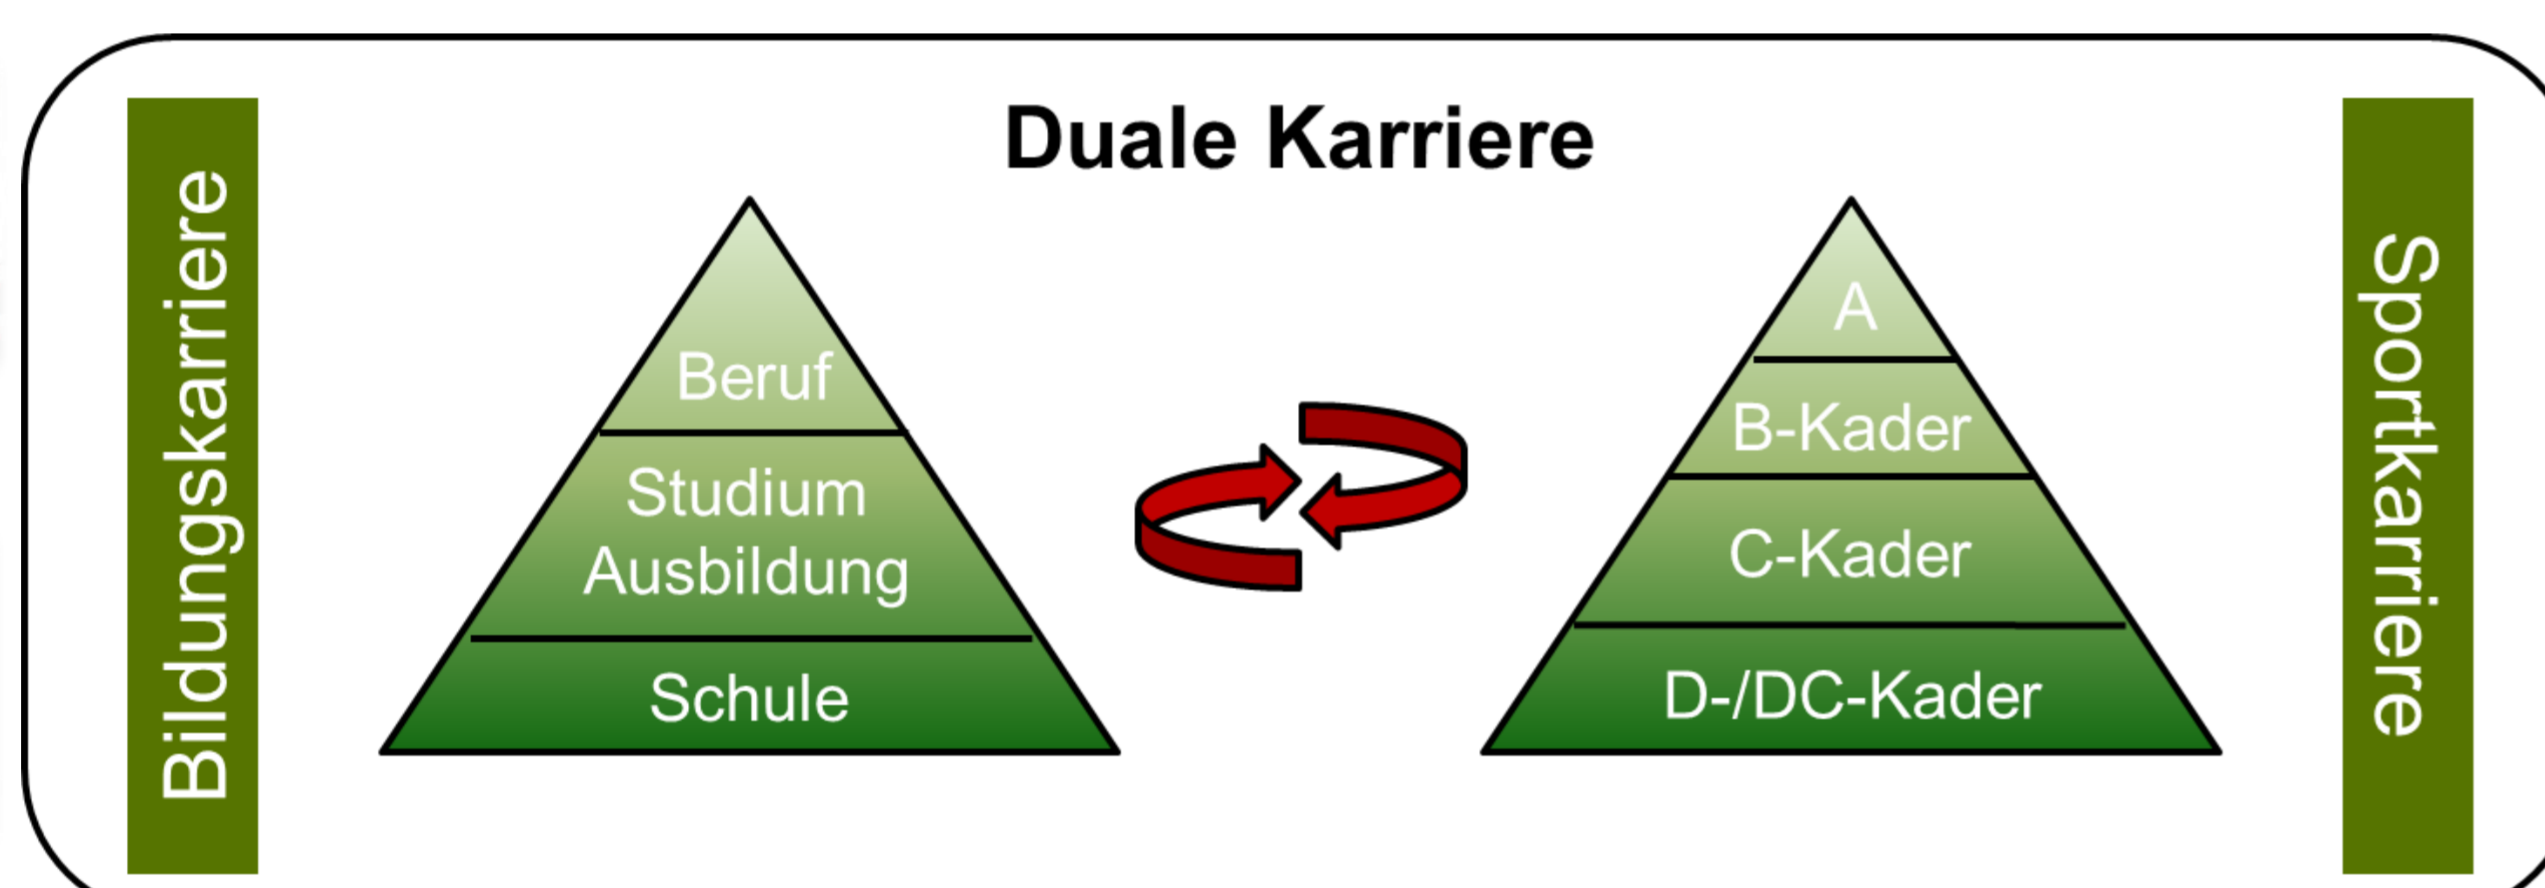 Duale Karriere
Bildungskarriere
Beruf
Studium
Ausbildung
Schule
A
B-Kader
C-Kader
D-/DC-Kader
Sportkarriere